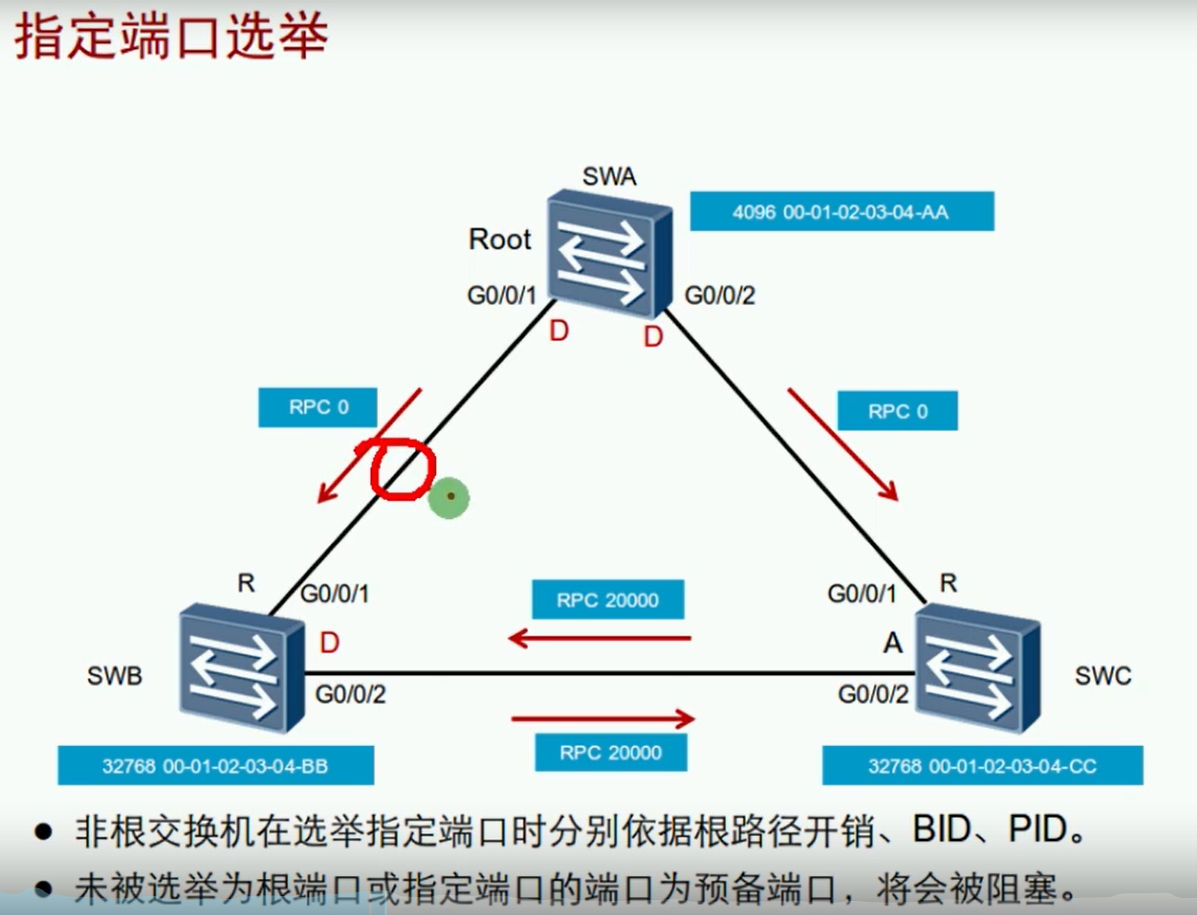 指定端口选举
SWA
4096 00-01-02-03-04-AA
Root
G0/0/1
G0/0/2
D
D
RPC 0
RPC 0
R
G0/0/1
RPC 20000
G0/0/1
R
D
A
SWB
G0/0/2
G0/0/2
SWC
RPC 20000
32768 00-01-02-03-04-BB
32768 00-01-02-03-04-CC
● 非根交换机在选举指定端口时分别依据根路径开销、BID、PID。
● 未被选举为根端口或指定端口的端口为预备端口，将会被阻塞。